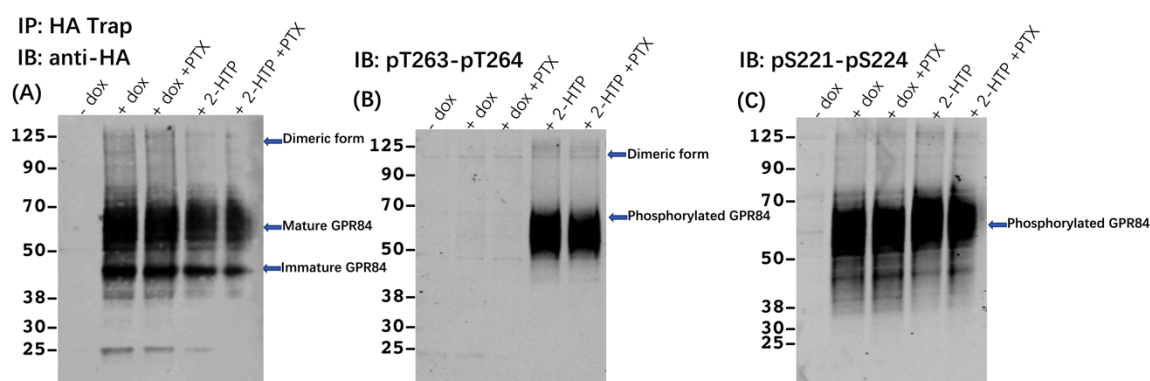 IP: HA Trap
IB: anti-HA
(A)
- dox
+ dox
+ dox +PTX
+ 2-HTP
+ 2-HTP +PTX
125
90
70
50
38
30
25
Dimeric form
Mature GPR84
Immature GPR84
IB: pT263-pT264
(B)
- dox
+ dox
+ dox +PTX
+ 2-HTP
+ 2-HTP +PTX
125
90
70
50
38
30
25
Dimeric form
Phosphorylated GPR84
IB: pS221-pS224
(C)
- dox
+ dox
+ dox +PTX
+ 2-HTP
+ 2-HTP +PTX
125
90
70
50
38
30
25
Phosphorylated GPR84